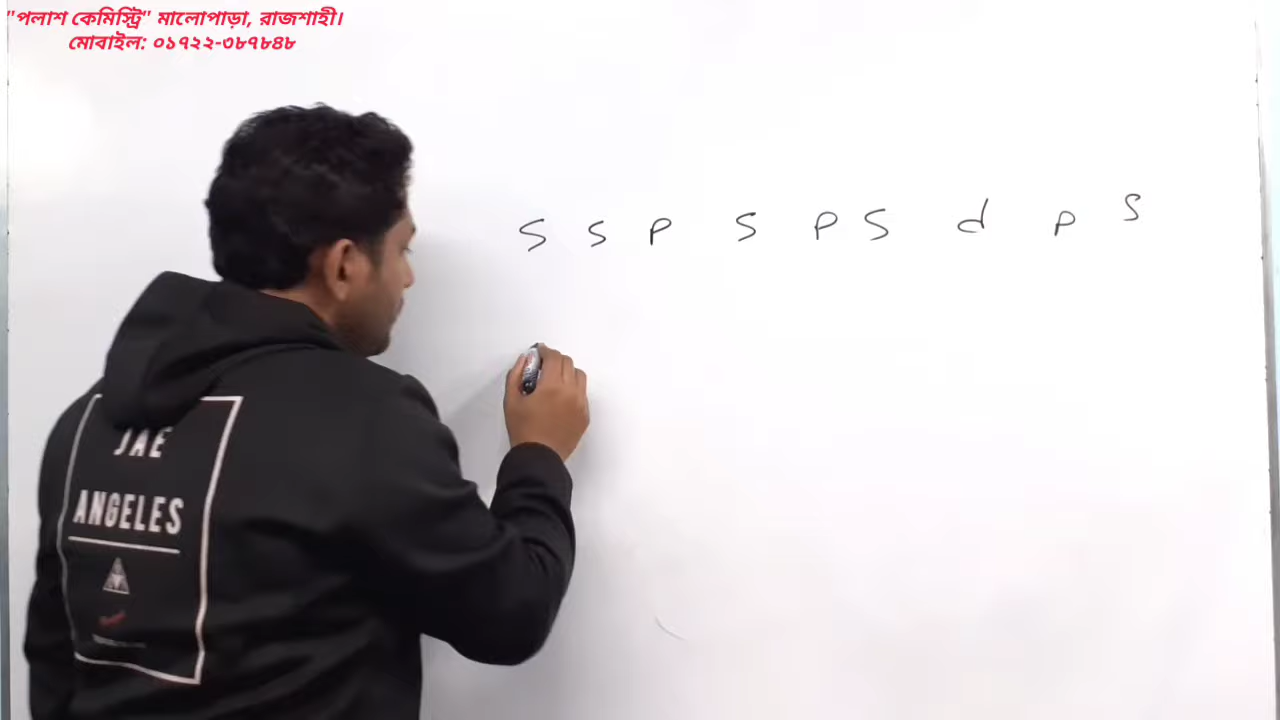 "পলাশ কেমিস্ট্রি" মালোপাড়া, রাজশাহী।
মোবাইল: ০১৭২২-৩৮৭৮৪৮
S S P S P S d P S
JAE
ANGELES